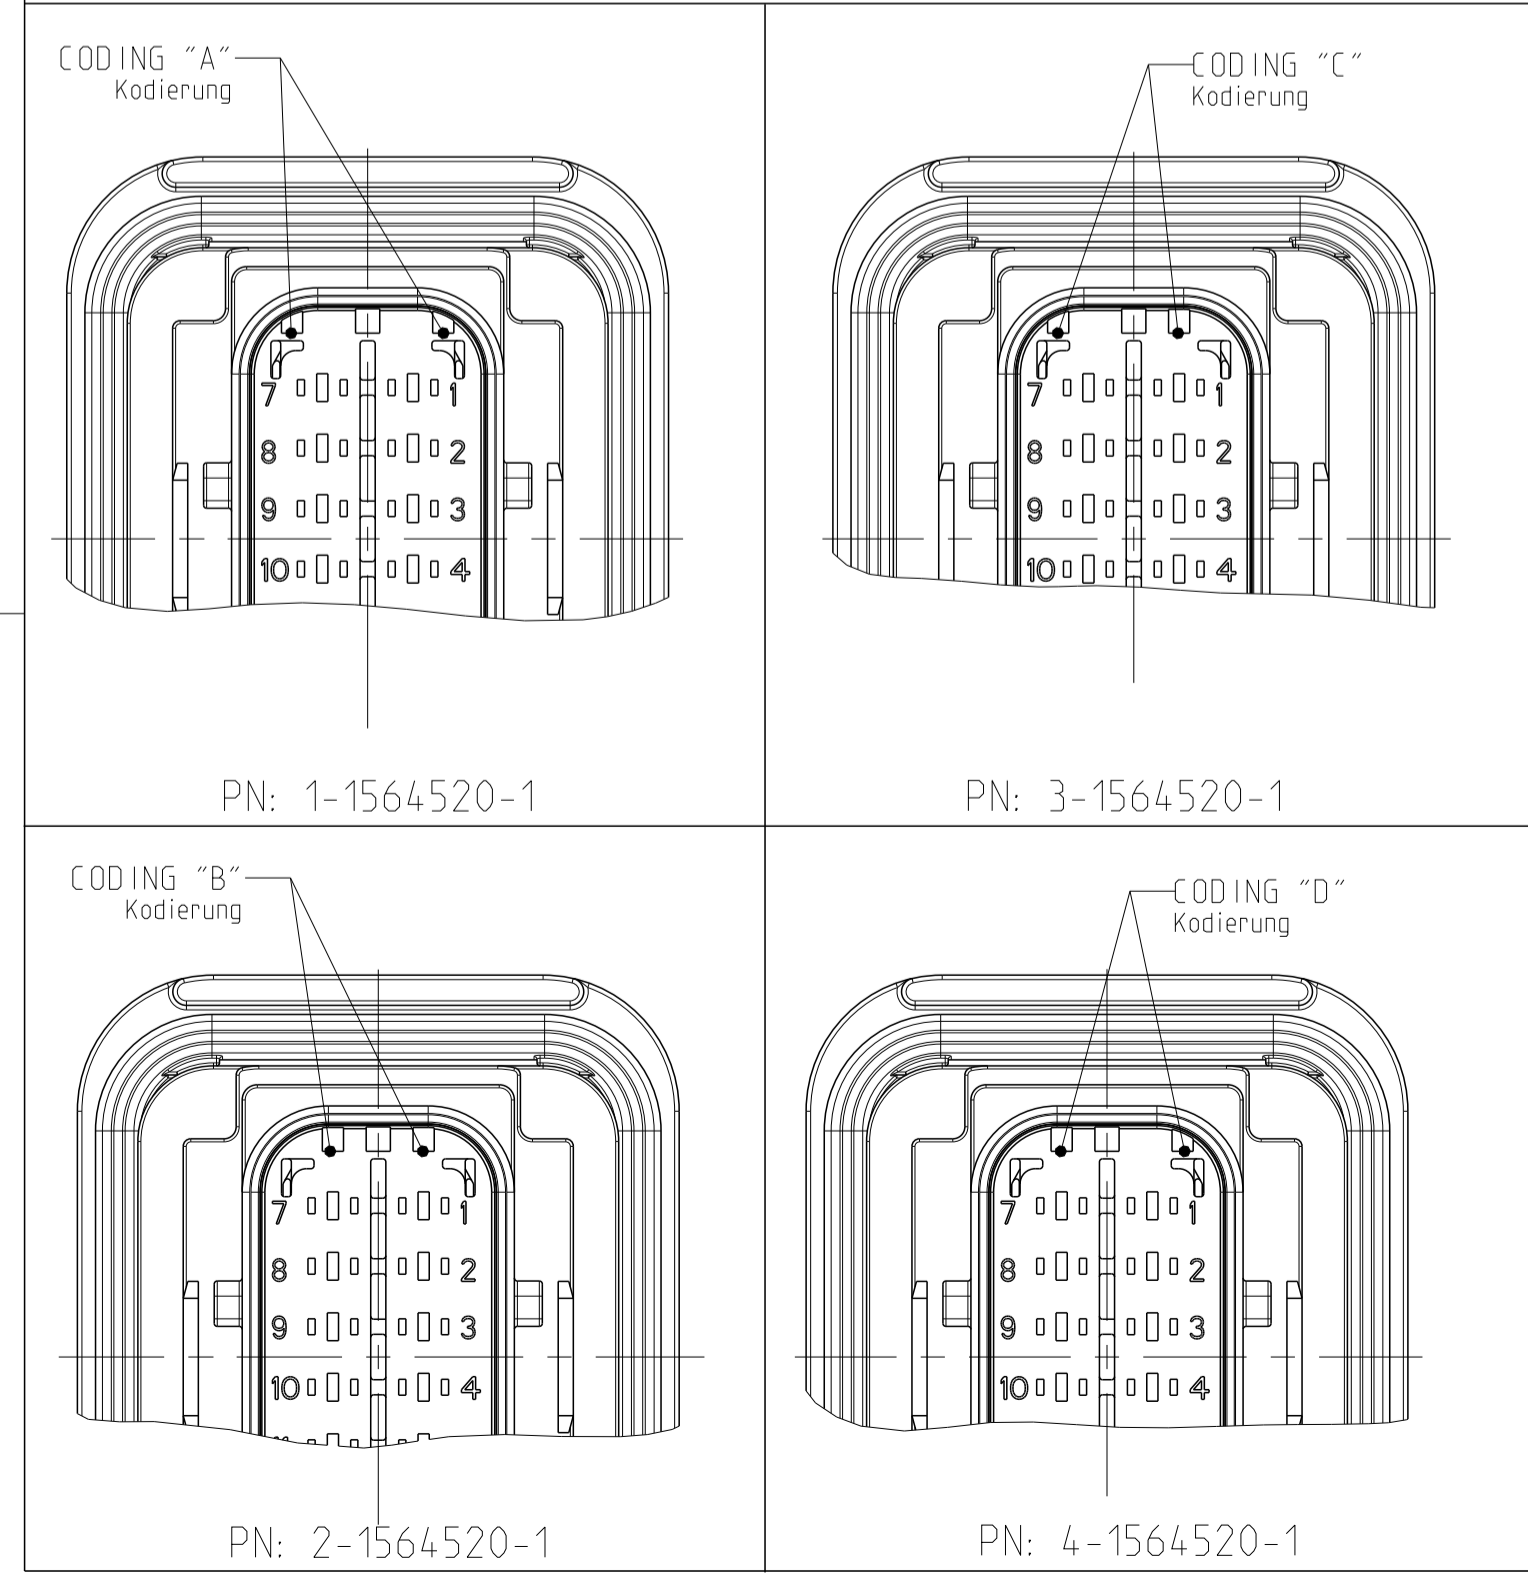 CODING "A"
Kodierung
7 1
8 2
9 3
10 4
PN: 1-1564520-1
CODING "C"
Kodierung
7 1
8 2
9 3
10 4
PN: 3-1564520-1
CODING "B"
Kodierung
7 1
8 2
9 3
10 4
PN: 2-1564520-1
CODING "D"
Kodierung
7 1
8 2
9 3
10 4
PN: 4-1564520-1